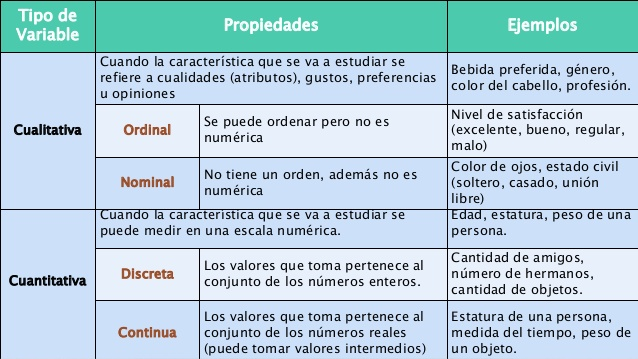 Tipo de
Variable
Propiedades
Ejemplos
Cualitativa
Cuando la característica que se va a estudiar se
refiere a cualidades (atributos), gustos, preferencias
u opiniones
Bebida preferida, género,
color del cabello, profesión.
Ordinal
Se puede ordenar pero no es
numérica
Nivel de satisfacción
(excelente, bueno, regular,
malo)
Nominal
No tiene un orden, además no es
numérica
Color de ojos, estado civil
(soltero, casado, unión
libre)
Cuantitativa
Cuando la característica que se va a estudiar se
puede medir en una escala numérica.
Edad, estatura, peso de una
persona.
Discreta
Los valores que toma pertenece al
conjunto de los números enteros.
Cantidad de amigos,
número de hermanos,
cantidad de objetos.
Continua
Los valores que toma pertenece al
conjunto de los números reales
(puede tomar valores intermedios)
Estatura de una persona,
medida del tiempo, peso de
un objeto.